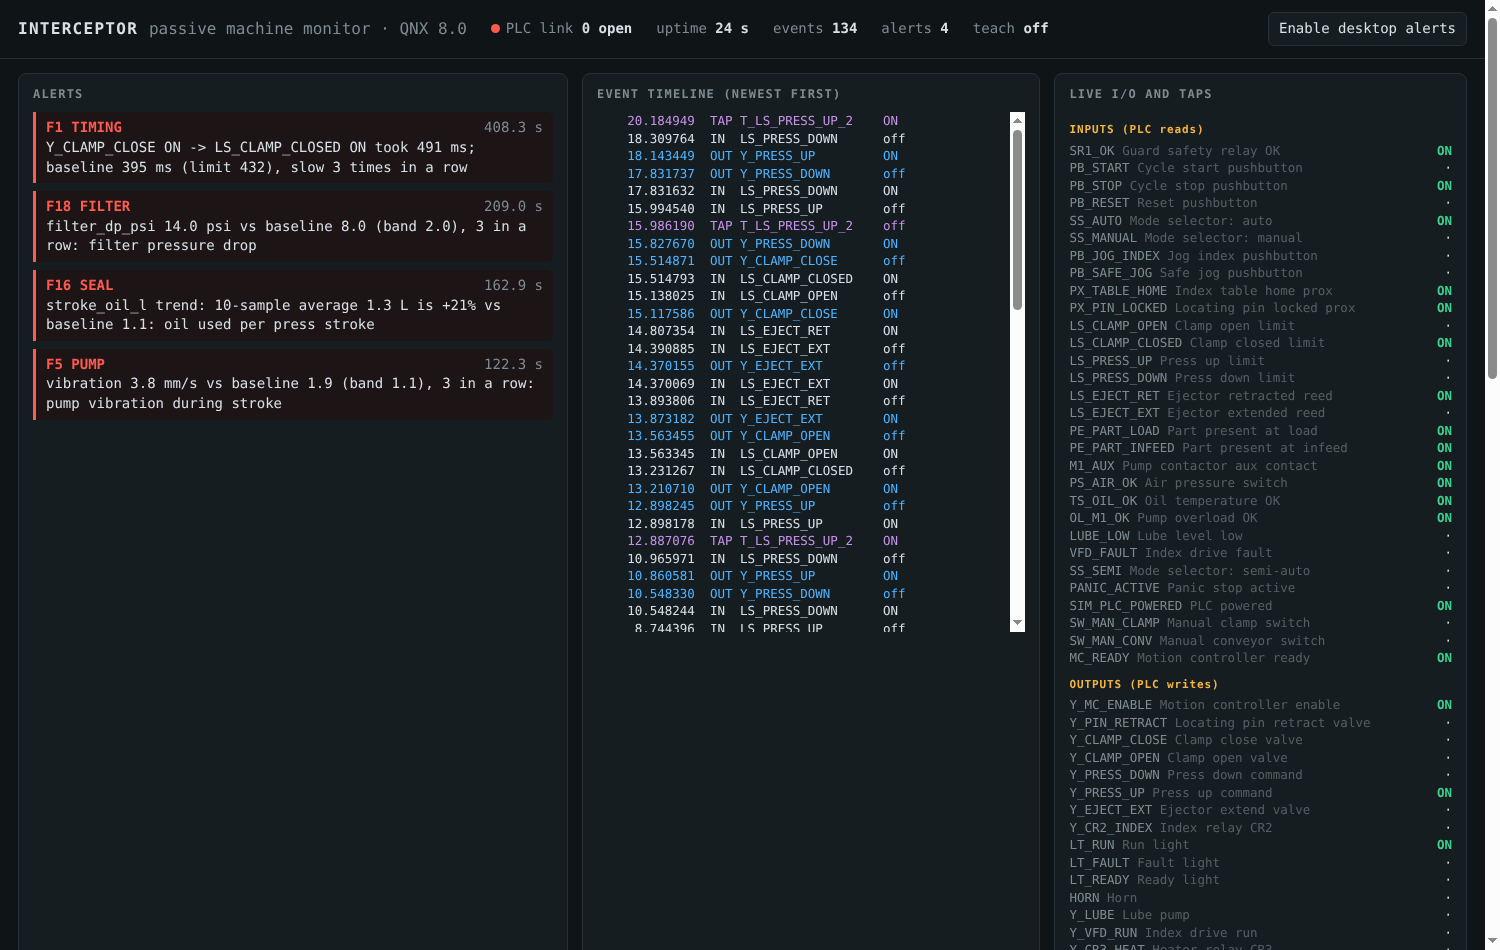 INTERCEPTOR passive machine monitor · QNX 8.0 PLC link 0 open uptime 24 s events 134 alerts 4 teach off Enable desktop alerts
ALERTS
F1 TIMING 408.3 s
Y_CLAMP_CLOSE ON -> LS_CLAMP_CLOSED ON took 491 ms;
baseline 395 ms (limit 432), slow 3 times in a row
F18 FILTER 209.0 s
filter_dp_psi 14.0 psi vs baseline 8.0 (band 2.0), 3 in a
row: filter pressure drop
F16 SEAL 162.9 s
stroke_oil_l trend: 10-sample average 1.3 L is +21% vs
baseline 1.1: oil used per press stroke
F5 PUMP 122.3 s
vibration 3.8 mm/s vs baseline 1.9 (band 1.1), 3 in a row:
pump vibration during stroke
EVENT TIMELINE (NEWEST FIRST)
20.184949 TAP T_LS_PRESS_UP_2 ON
18.309764 IN LS_PRESS_DOWN off
18.143449 OUT Y_PRESS_UP ON
17.831737 OUT Y_PRESS_DOWN off
17.831632 IN LS_PRESS_DOWN ON
15.994540 IN LS_PRESS_UP off
15.986190 TAP T_LS_PRESS_UP_2 off
15.827670 OUT Y_PRESS_DOWN ON
15.514871 OUT Y_CLAMP_CLOSE off
15.514793 IN LS_CLAMP_CLOSED ON
15.138025 IN LS_CLAMP_OPEN off
15.117586 OUT Y_CLAMP_CLOSE ON
14.807354 IN LS_EJECT_RET ON
14.390885 IN LS_EJECT_EXT off
14.370155 OUT Y_EJECT_EXT off
14.370069 IN LS_EJECT_EXT ON
13.893806 IN LS_EJECT_RET off
13.873182 OUT Y_EJECT_EXT ON
13.563455 OUT Y_CLAMP_OPEN off
13.563345 IN LS_CLAMP_OPEN ON
13.231267 IN LS_CLAMP_CLOSED off
13.210710 OUT Y_CLAMP_OPEN ON
12.898245 OUT Y_PRESS_UP off
12.898178 IN LS_PRESS_UP ON
12.887076 TAP T_LS_PRESS_UP_2 ON
10.965971 IN LS_PRESS_DOWN off
10.860581 OUT Y_PRESS_UP ON
10.548330 OUT Y_PRESS_DOWN off
10.548244 IN LS_PRESS_DOWN ON
8.744396 IN LS_PRESS_UP off
LIVE I/O AND TAPS
INPUTS (PLC reads)
SR1_OK Guard safety relay OK ON
PB_START Cycle start pushbutton ·
PB_STOP Cycle stop pushbutton ON
PB_RESET Reset pushbutton ·
SS_AUTO Mode selector: auto ON
SS_MANUAL Mode selector: manual ·
PB_JOG_INDEX Jog index pushbutton ·
PB_SAFE_JOG Safe jog pushbutton ·
PX_TABLE_HOME Index table home prox ON
PX_PIN_LOCKED Locating pin locked prox ON
LS_CLAMP_OPEN Clamp open limit ·
LS_CLAMP_CLOSED Clamp closed limit ON
LS_PRESS_UP Press up limit ·
LS_PRESS_DOWN Press down limit ·
LS_EJECT_RET Ejector retracted reed ON
LS_EJECT_EXT Ejector extended reed ·
PE_PART_LOAD Part present at load ON
PE_PART_INFEED Part present at infeed ON
M1_AUX Pump contactor aux contact ON
PS_AIR_OK Air pressure switch ON
TS_OIL_OK Oil temperature OK ON
OL_M1_OK Pump overload OK ON
LUBE_LOW Lube level low ·
VFD_FAULT Index drive fault ·
SS_SEMI Mode selector: semi-auto ·
PANIC_ACTIVE Panic stop active ·
SIM_PLC_POWERED PLC powered ON
SW_MAN_CLAMP Manual clamp switch ·
SW_MAN_CONV Manual conveyor switch ·
MC_READY Motion controller ready ON
OUTPUTS (PLC writes)
Y_MC_ENABLE Motion controller enable ON
Y_PIN_RETRACT Locating pin retract valve ·
Y_CLAMP_CLOSE Clamp close valve ·
Y_CLAMP_OPEN Clamp open valve ·
Y_PRESS_DOWN Press down command ·
Y_PRESS_UP Press up command ON
Y_EJECT_EXT Ejector extend valve ·
Y_CR2_INDEX Index relay CR2 ·
LT_RUN Run light ON
LT_FAULT Fault light ·
LT_READY Ready light ·
HORN Horn ·
Y_LUBE Lube pump ·
Y_VFD_RUN Index drive run ·
Y_CR3_HEAT Heater relay CR3 ·